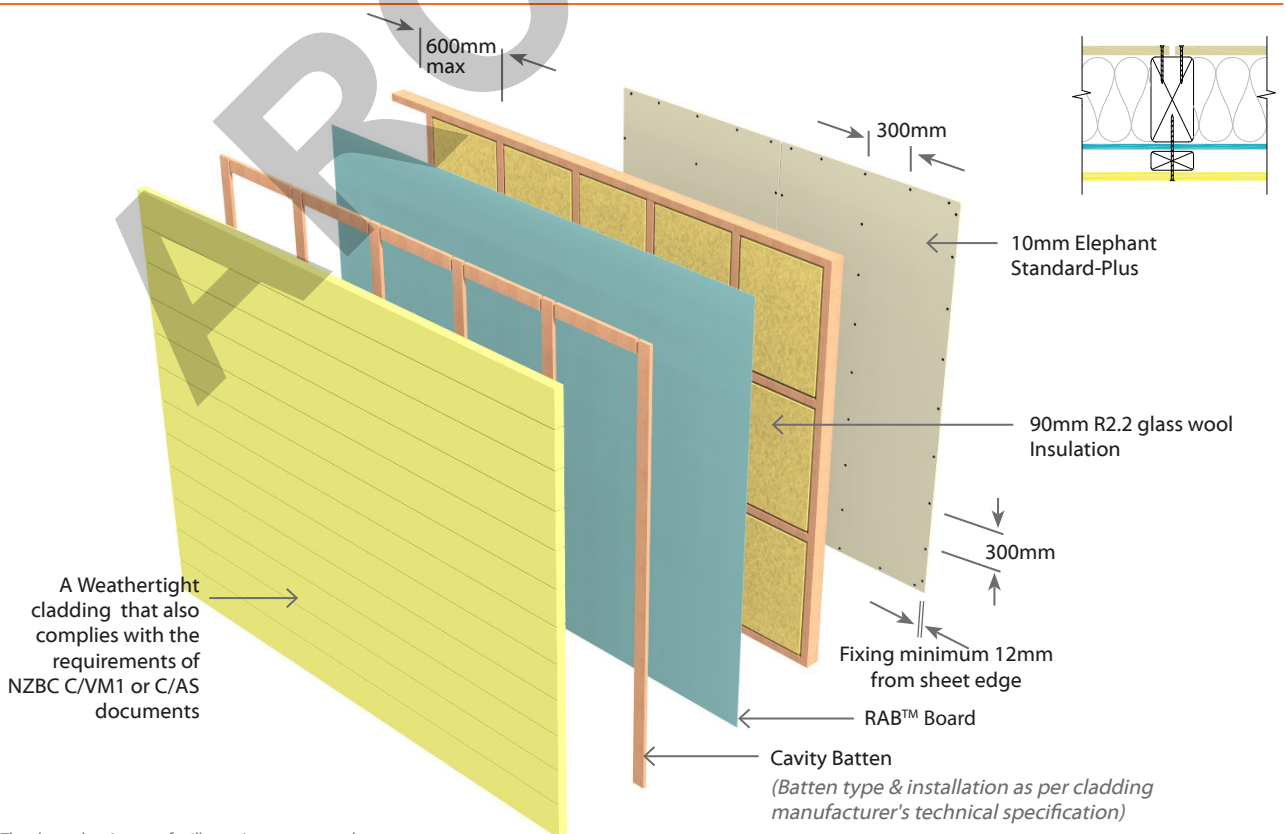 600mm
max
300mm
10mm Elephant
Standard-Plus
90mm R2.2 glass wool
Insulation
300mm
A Weathertight
cladding that also
complies with the
requirements of
NZBC C/VM1 or C/AS
documents
Fixing minimum 12mm
from sheet edge
RAB™ Board
Cavity Batten
(Batten type & installation as per cladding
manufacturer's technical specification)